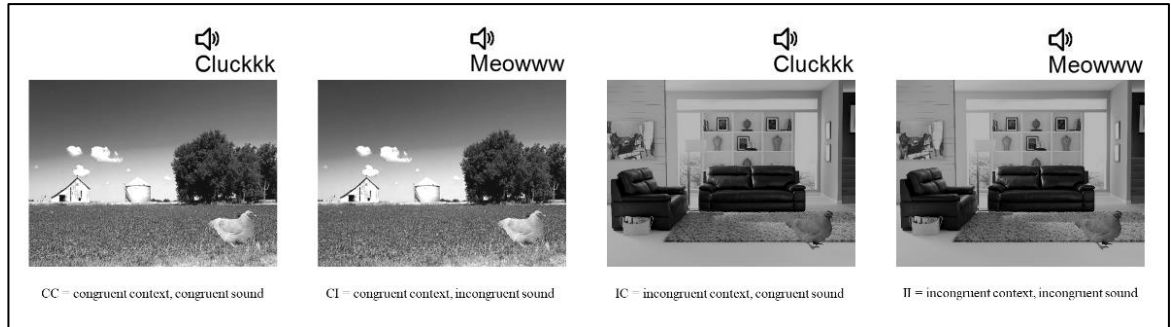 Cluckkk
Meowww
Cluckkk
Meowww
CC = congruent context, congruent sound
CI = congruent context, incongruent sound
IC = incongruent context, congruent sound
II = incongruent context, incongruent sound